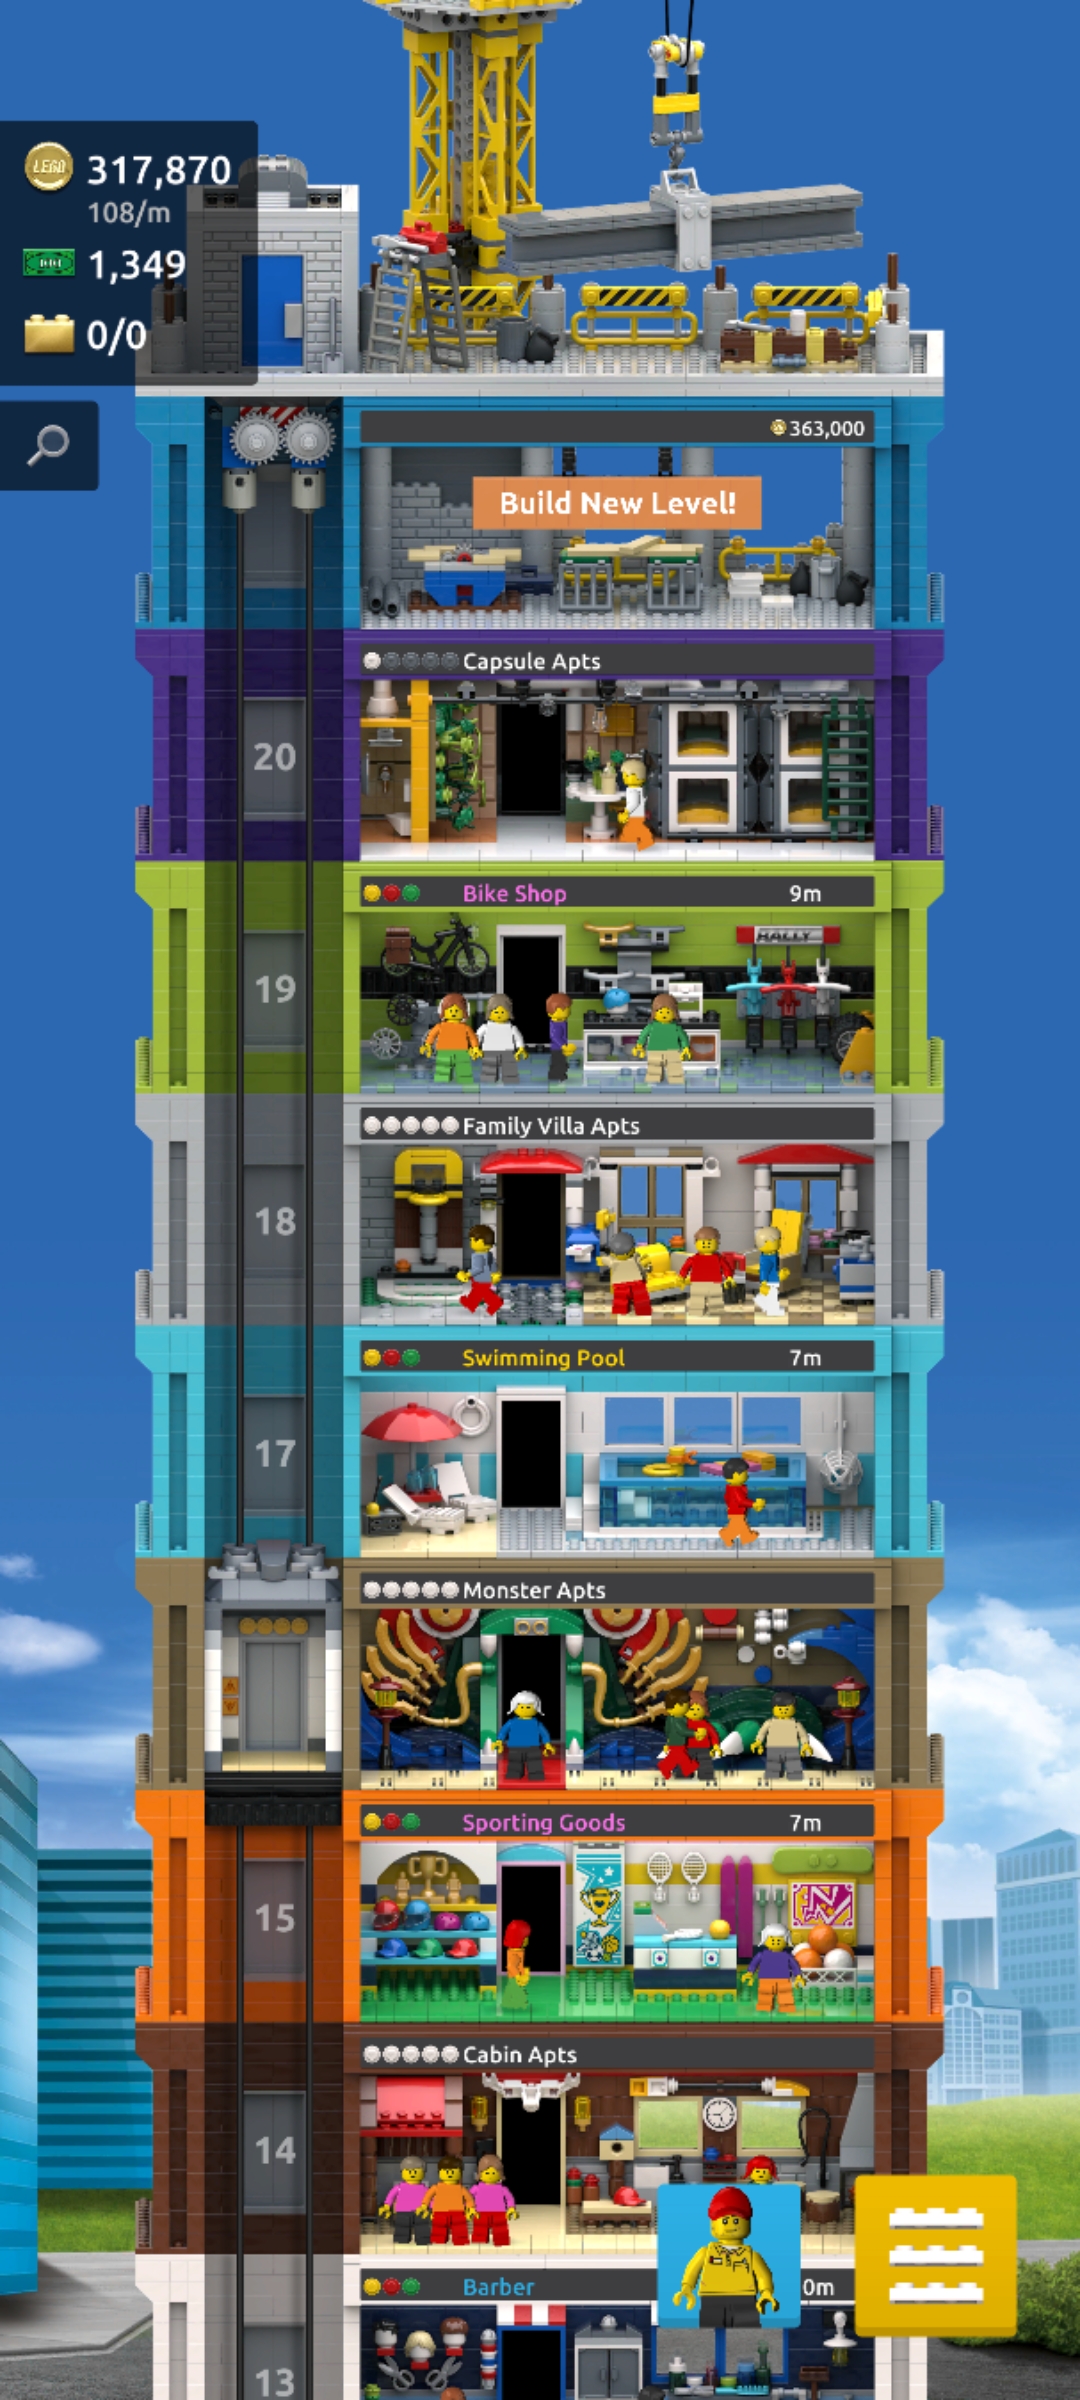 LEGO
317,870
108/m
1,349
0/0
363,000
Build New Level!
Capsule Apts
20
Bike Shop
9m
RALLY
19
Family Villa Apts
18
Swimming Pool
7m
17
Monster Apts
Sporting Goods
7m
15
Cabin Apts
14
Barber
0m
13